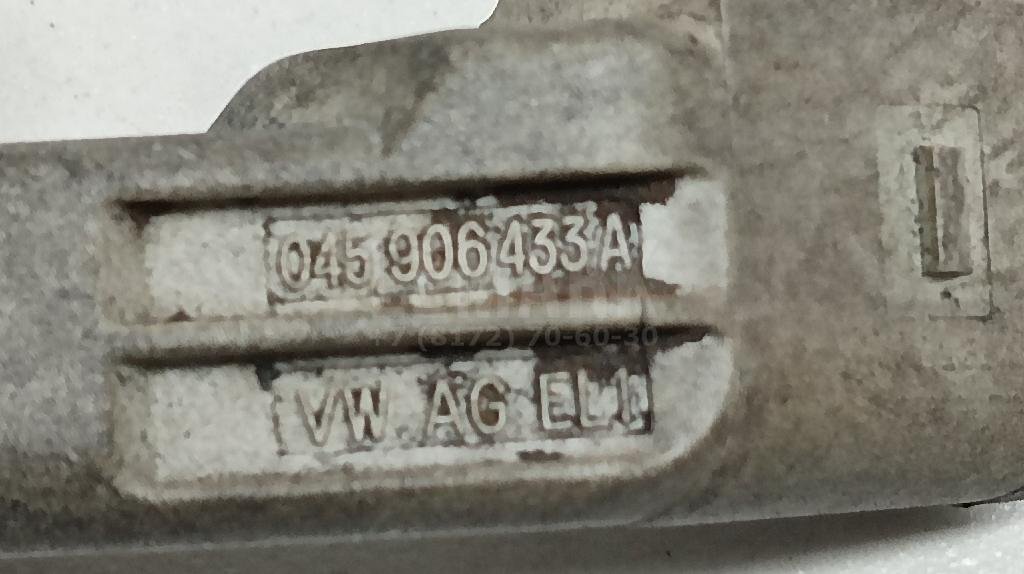 045 906 433 A
+7 (8172) 70-60-30
VW AG EL1